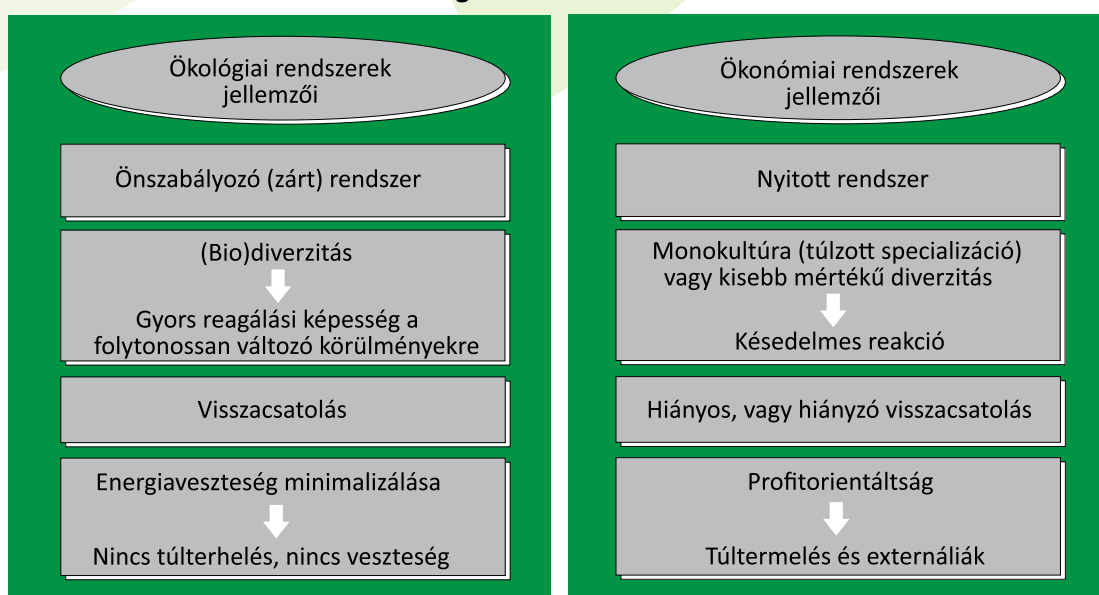 Ökológiai rendszerek
jellemzői
Önszabályozó (zárt) rendszer
(Bio)diverzitás
Gyors reagálási képesség a
folytonossan változó körülményekre
Visszacsatolás
Energiaveszteség minimalizálása
Nincs túlterhelés, nincs veszteség
Ökonómiai rendszerek
jellemzői
Nyitott rendszer
Monokultúra (túlzott specializáció)
vagy kisebb mértékű diverzitás
Késedelmes reakció
Hiányos, vagy hiányzó visszacsatolás
Profitorientáltság
Túltermelés és externáliák